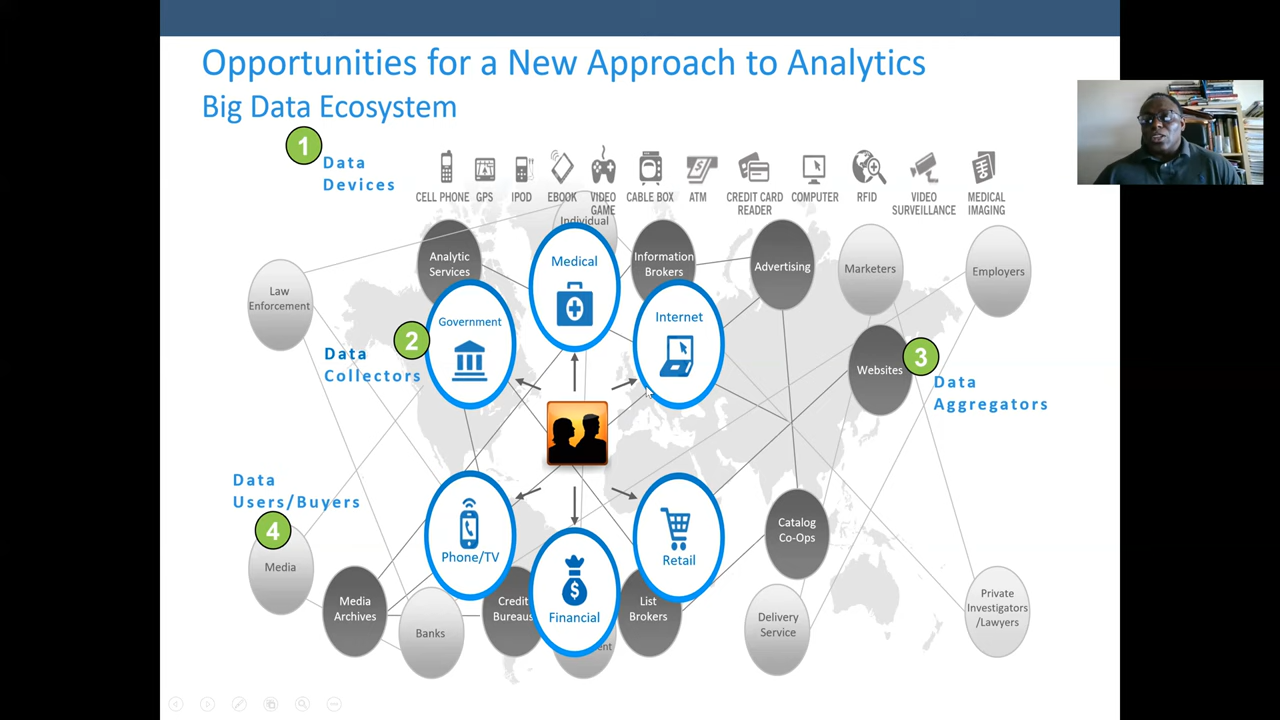 Opportunities for a New Approach to Analytics
Big Data Ecosystem
1
Data
Devices
CELL PHONE
GPS
IPOD
EBOOK
VIDEO
GAME
CABLE BOX
ATM
CREDIT CARD
READER
COMPUTER
RFID
VIDEO
SURVEILLANCE
MEDICAL
IMAGING
Individual
Analytic
Services
Medical
Information
Brokers
Advertising
Marketers
Employers
Law
Enforcement
Government
Internet
2
Data
Collectors
Websites
3
Data
Aggregators
Data
Users/Buyers
4
Media
Phone/TV
Retail
Catalog
Co-Ops
Media
Archives
Banks
Credit
Bureaus
$
Financial
List
Brokers
Delivery
Service
Private
Investigators
/Lawyers